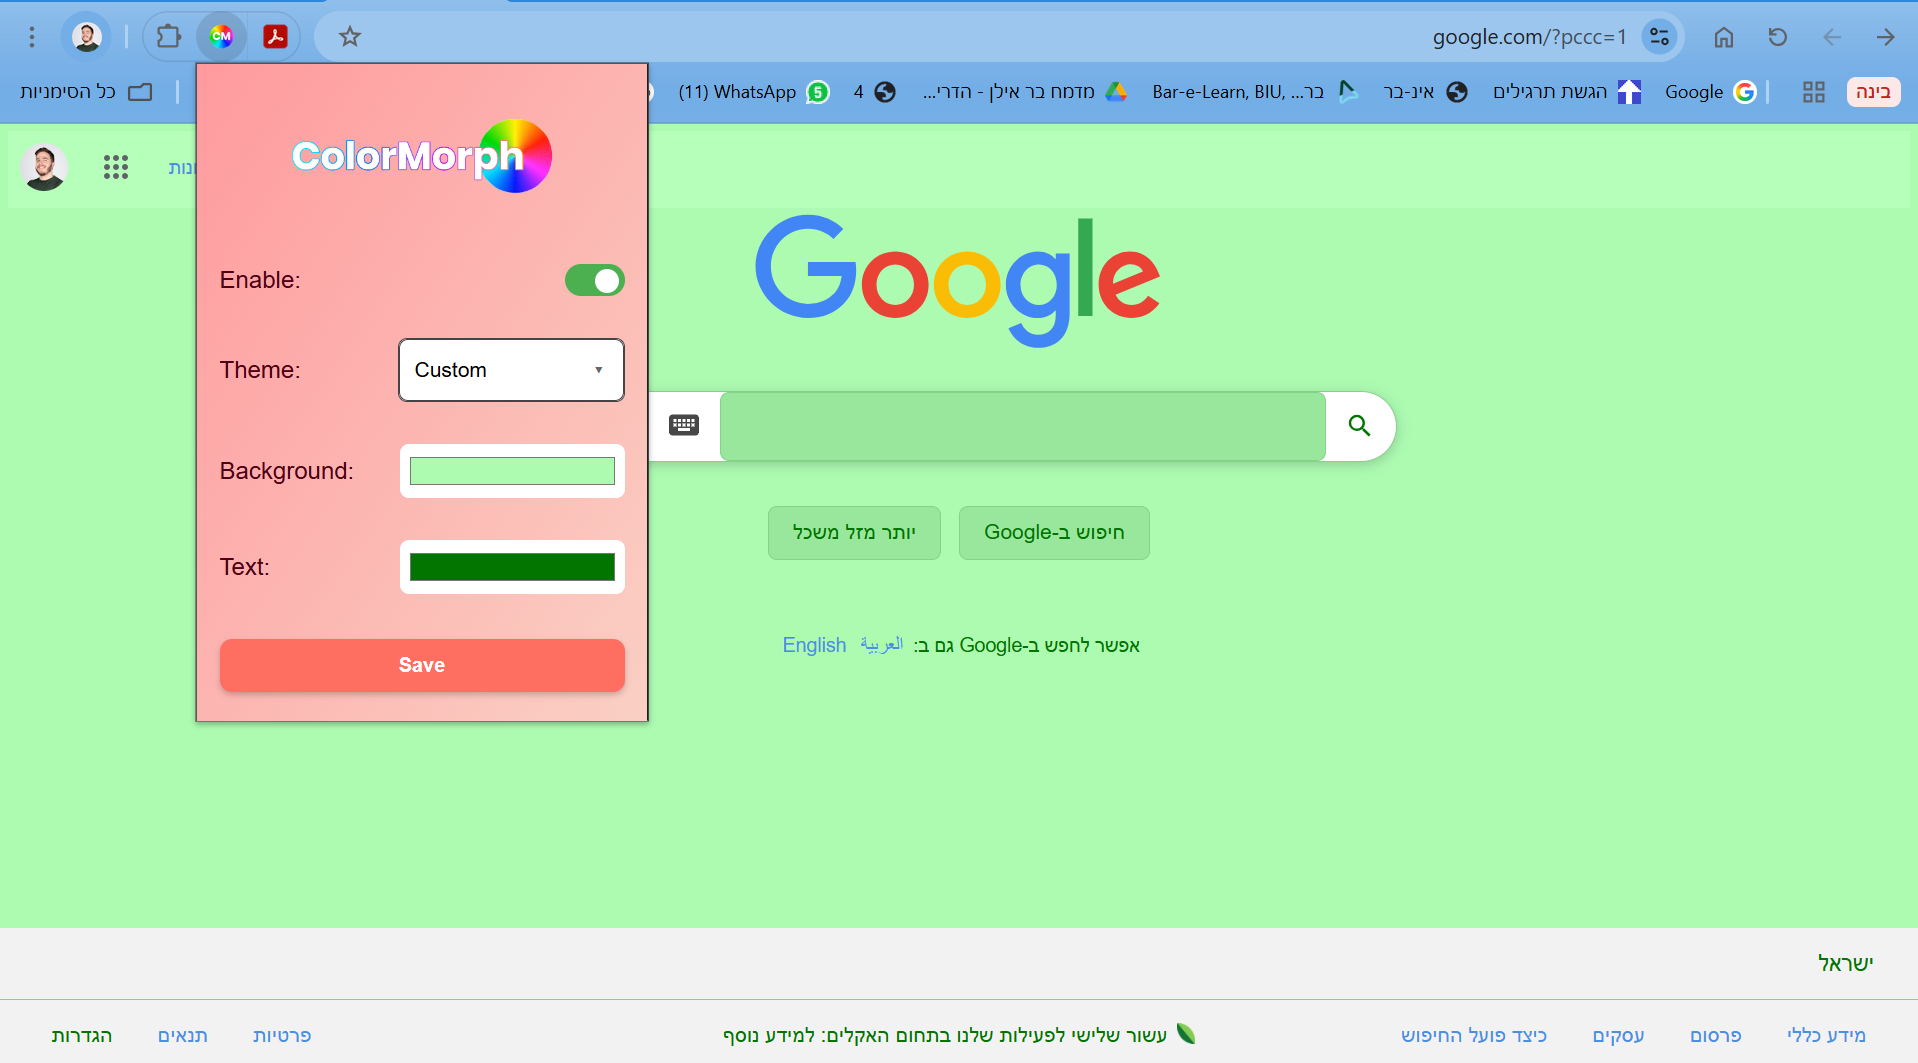 google.com/?pccc=1
בינה
Google
הגשת תרגילים
אינ-בר
Bar-e-Learn, BIU, ...בר
מדמח בר אילן - הדרי...
4
(11) WhatsApp
5
כל הסימניות
CM
ColorMorph
Enable:
Theme:
Custom
Background:
Text:
Save
Google
חיפוש ב-Google
יותר מזל משכל
אפשר לחפש ב-Google גם ב: العربية English
ישראל
מידע כללי
פרסום
עסקים
כיצד פועל החיפוש
עשור שלישי לפעילות שלנו בתחום האקלים: למידע נוסף
פרטיות
תנאים
הגדרות